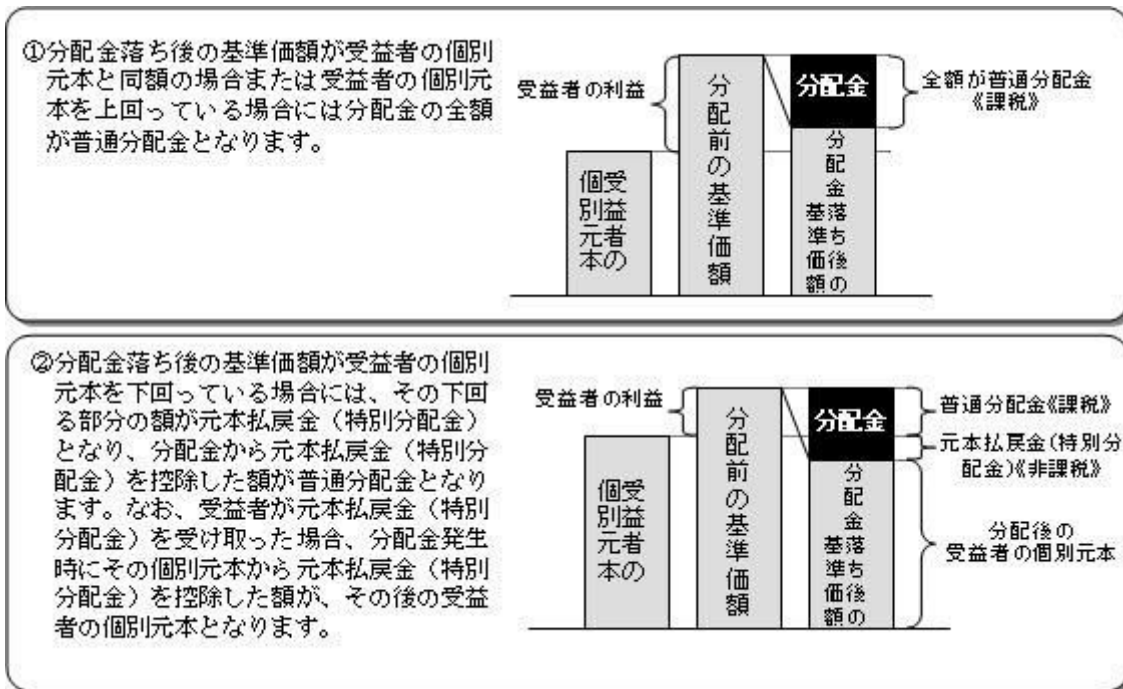 ①分配金落ち後の基準価額が受益者の個別
元本と同額の場合または受益者の個別元
本を上回っている場合には分配金の全額
が普通分配金となります。
受益者の利益
受益者の
個別元本
分配前の基準価額
分配金
分配金落ち後の
基準価額
全額が普通分配金
《課税》
②分配金落ち後の基準価額が受益者の個別
元本を下回っている場合には、その下回
る部分の額が元本払戻金（特別分配金）
となり、分配金から元本払戻金（特別分
配金）を控除した額が普通分配金となり
ます。なお、受益者が元本払戻金（特別
分配金）を受け取った場合、分配金発生
時にその個別元本から元本払戻金（特別
分配金）を控除した額が、その後の受益
者の個別元本となります。
受益者の利益
受益者の
個別元本
分配前の基準価額
分配金
分配金落ち後の
基準価額
普通分配金《課税》
元本払戻金(特別分
配金)《非課税》
分配後の
受益者の個別元本